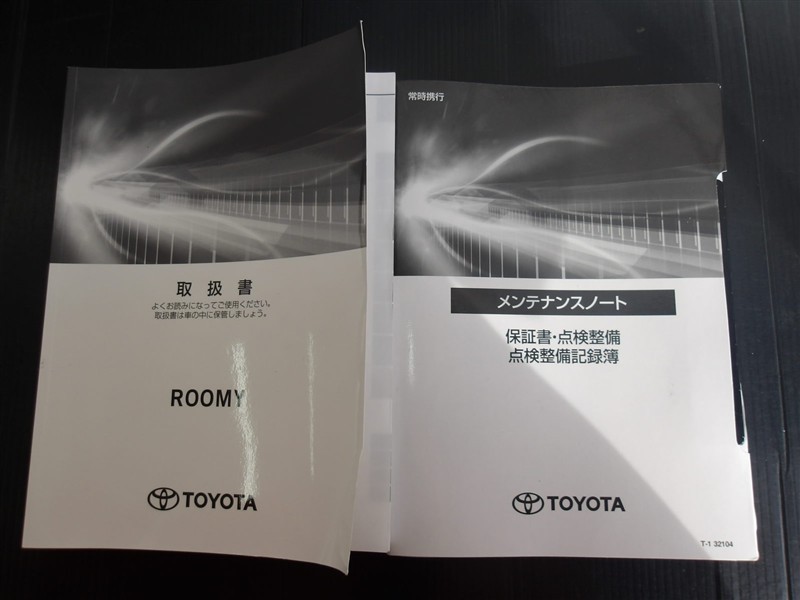 取扱書
よくお読みになってご使用ください。
取扱書は車の中に保管しましょう。
ROOMY
TOYOTA
常時携行
メンテナンスノート
保証書・点検整備
点検整備記録簿
TOYOTA
T-1 32104